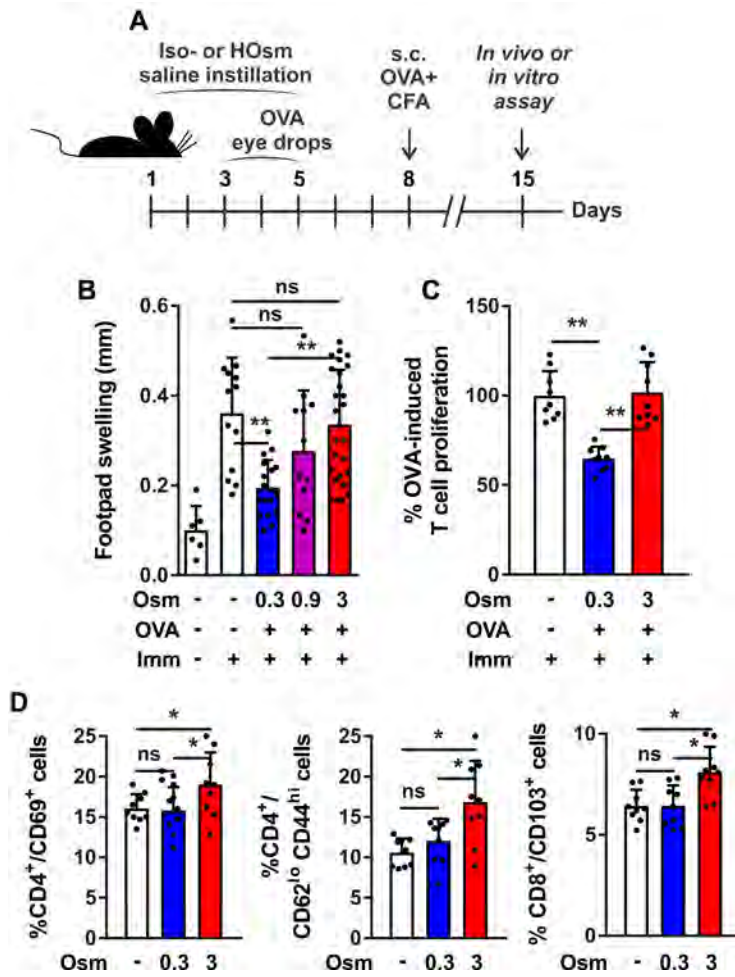 A
Iso- or HOsm
saline instillation
s.c.
OVA+
CFA
In vivo or
in vitro
assay
OVA
eye drops
1 3 5 8 15
Days
B
Footpad swelling (mm)
0.6
0.4
0.2
0.0
ns
ns
**
**
Osm - - 0.3 0.9 3
OVA - - + + +
Imm - + + + +
C
% OVA-induced
T cell proliferation
150
100
50
0
**
**
Osm - 0.3 3
OVA - + +
Imm + + +
D
%CD4+/CD69+ cells
25
20
15
10
5
0
*
ns
*
Osm - 0.3 3
%CD4+/
CD62lo CD44hi cells
25
20
15
10
5
0
*
*
ns
Osm - 0.3 3
% CD8+/CD103+ cells
10
5
0
*
ns
*
Osm - 0.3 3